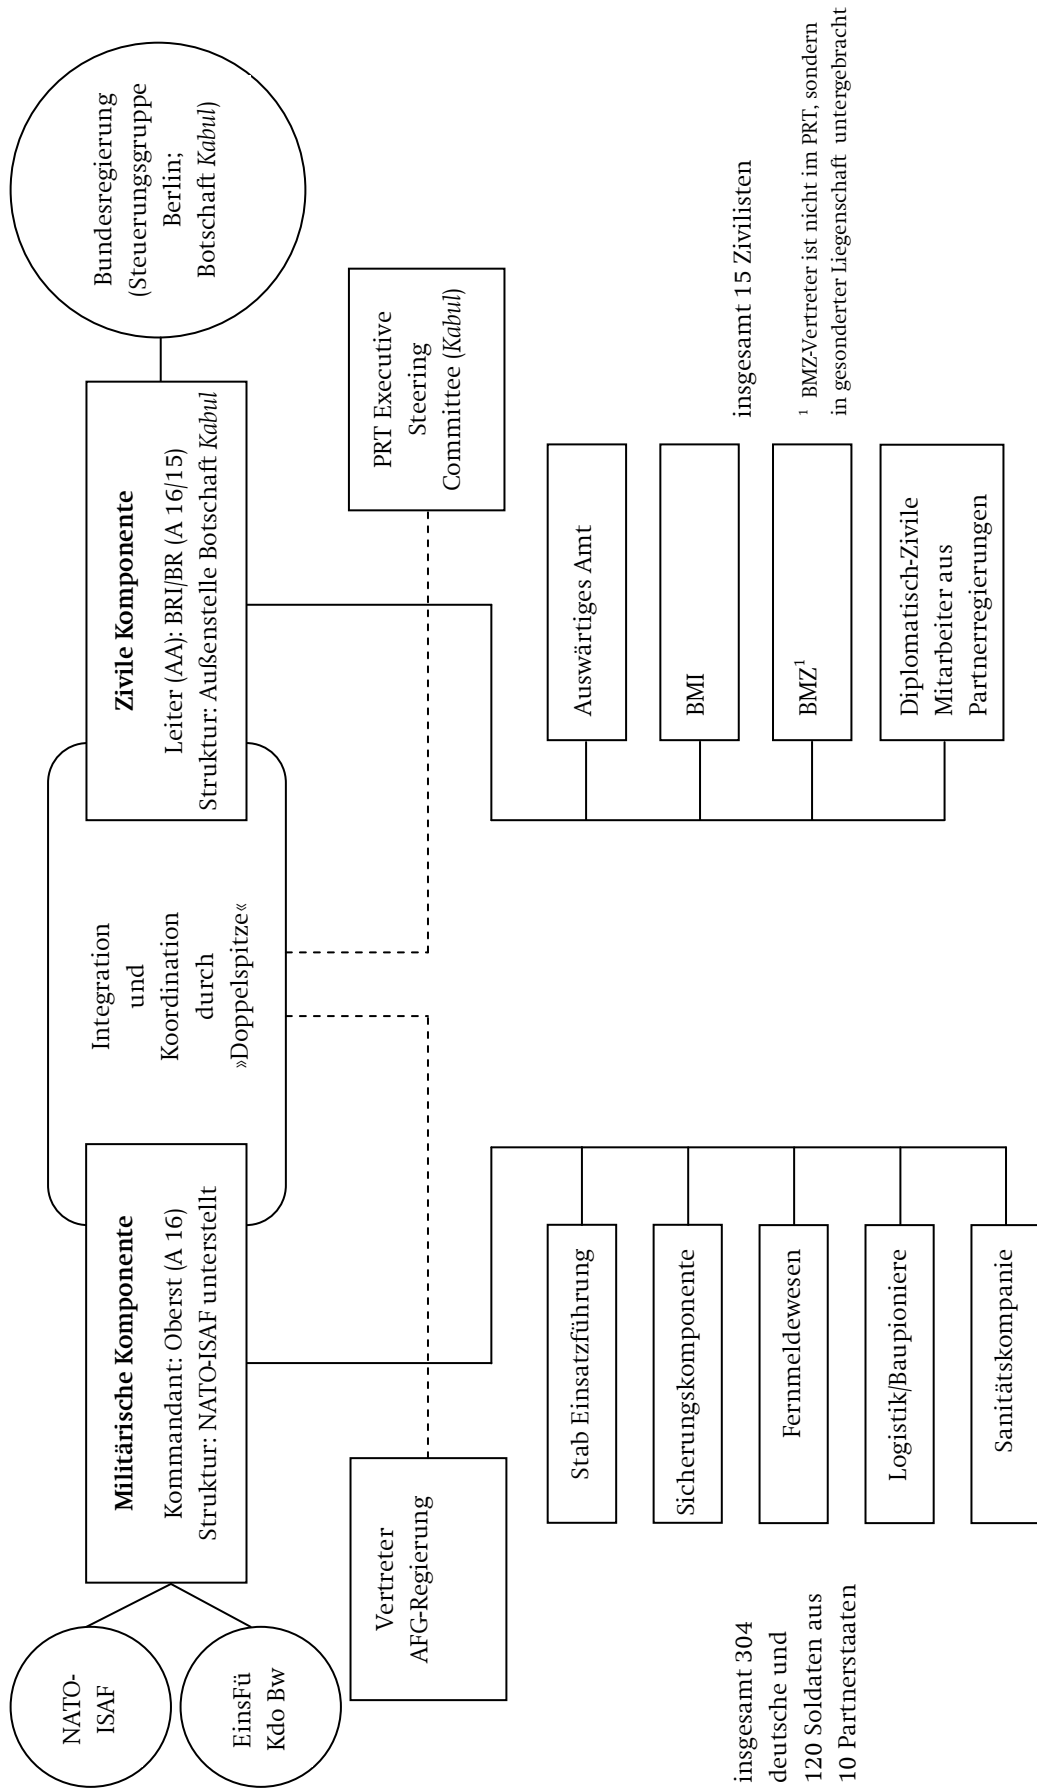 NATO-
ISAF
EinsFü
Kdo Bw
Militärische Komponente
Kommandant: Oberst (A 16)
Struktur: NATO-ISAF unterstellt
Integration
und
Koordination
durch
»Doppelspitze«
Zivile Komponente
Leiter (AA): BRI/BR (A 16/15)
Struktur: Außenstelle Botschaft Kabul
Bundesregierung
(Steuerungsgruppe
Berlin;
Botschaft Kabul)
Vertreter
AFG-Regierung
PRT Executive
Steering
Committee (Kabul)
Stab Einsatzführung
Sicherungskomponente
Fernmeldewesen
Logistik/Baupioniere
Sanitätskompanie
Auswärtiges Amt
BMI
BMZ¹
Diplomatisch-Zivile
Mitarbeiter aus
Partnerregierungen
insgesamt 304
deutsche und
120 Soldaten aus
10 Partnerstaaten
insgesamt 15 Zivilisten
¹ BMZ-Vertreter ist nicht im PRT, sondern
in gesonderter Liegenschaft untergebracht